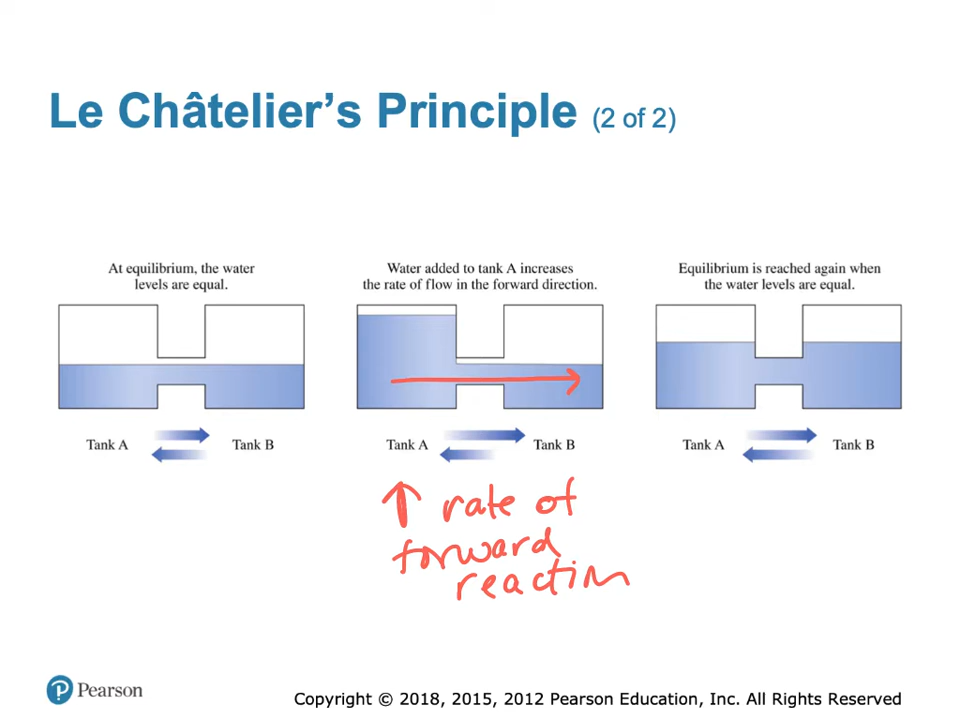 Le Châtelier's Principle (2 of 2)
At equilibrium, the water
levels are equal.
Tank A
Tank B
Water added to tank A increases
the rate of flow in the forward direction.
Tank A
Tank B
Equilibrium is reached again when
the water levels are equal.
Tank A
Tank B
↑ rate of
forward
reaction
Pearson
Copyright © 2018, 2015, 2012 Pearson Education, Inc. All Rights Reserved